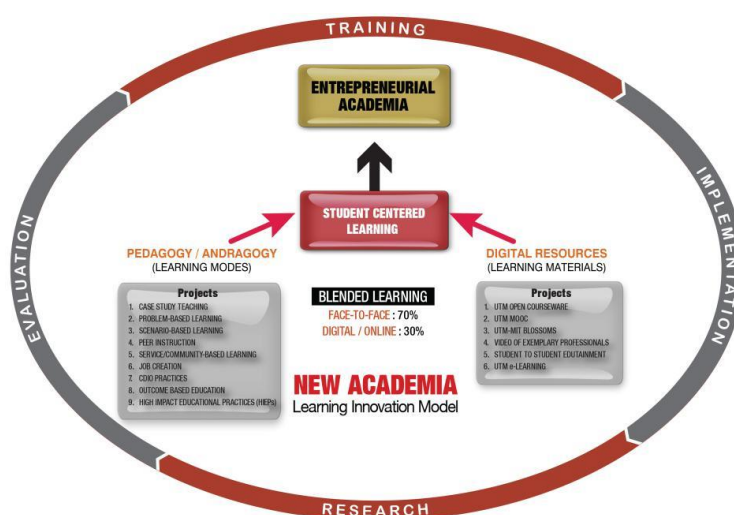 TRAINING
ENTREPRENEURIAL
ACADEMIA
IMPLEMENTATION
EVALUATION
STUDENT CENTERED
LEARNING
PEDAGOGY / ANDRAGOGY
(LEARNING MODES)
Projects
1. CASE STUDY TEACHING
2. PROBLEM-BASED LEARNING
3. SCENARIO-BASED LEARNING
4. PEER INSTRUCTION
5. SERVICE/COMMUNITY-BASED LEARNING
6. JOB CREATION
7. CDIO PRACTICES
8. OUTCOME BASED EDUCATION
9. HIGH IMPACT EDUCATIONAL PRACTICES (HIEPs)
BLENDED LEARNING
FACE-TO-FACE : 70%
DIGITAL / ONLINE : 30%
DIGITAL RESOURCES
(LEARNING MATERIALS)
Projects
1. UTM OPEN COURSEWARE
2. UTM MOOC
3. UTM-MIT BLOSSOMS
4. VIDEO OF EXEMPLARY PROFESSIONALS
5. STUDENT TO STUDENT EDUTAINMENT
6. UTM e-LEARNING
NEW ACADEMIA
Learning Innovation Model
RESEARCH